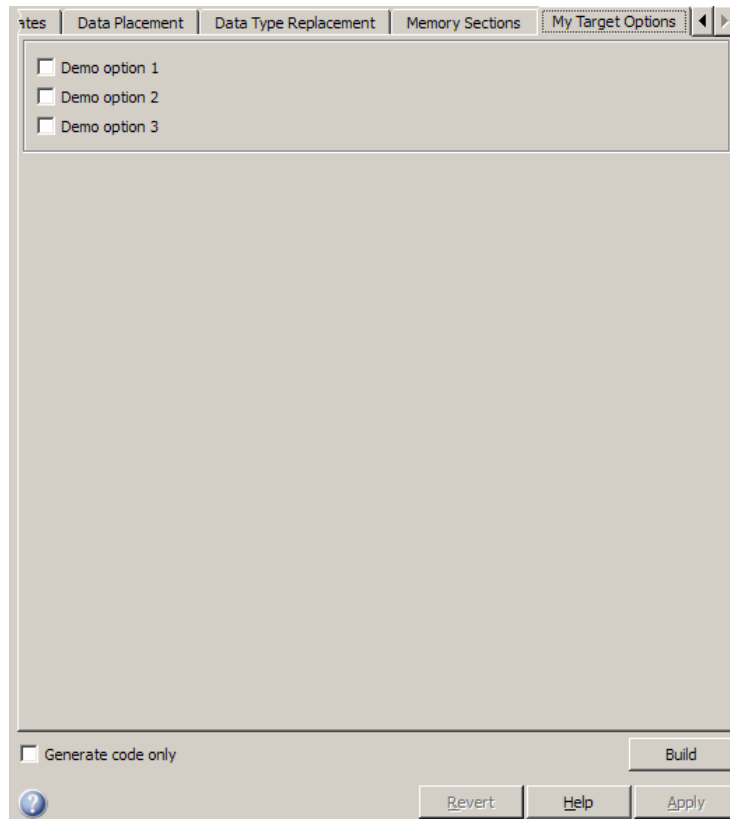 ates Data Placement Data Type Replacement Memory Sections My Target Options
Demo option 1
Demo option 2
Demo option 3
Generate code only Build
? Revert Help Apply